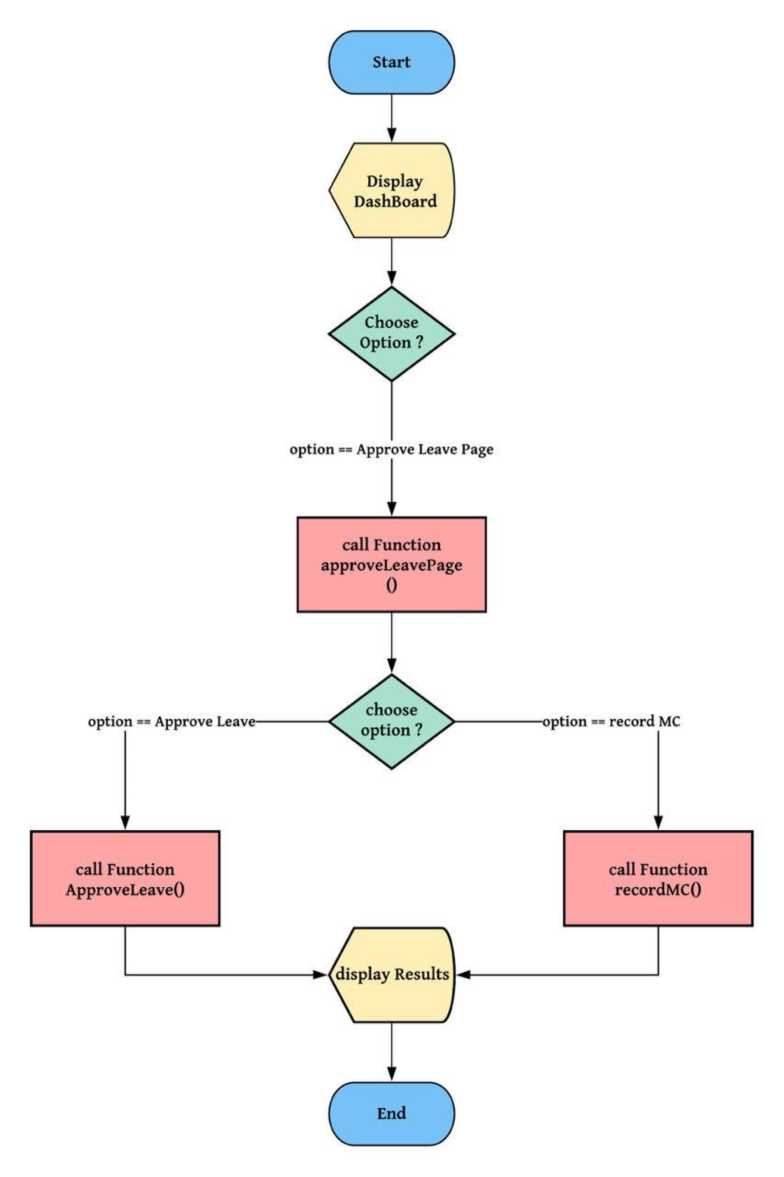 Start
Display
DashBoard
Choose
Option ?
option == Approve Leave Page
call Function
approveLeavePage
()
choose
option ?
option == Approve Leave
option == record MC
call Function
ApproveLeave()
call Function
recordMC()
display Results
End